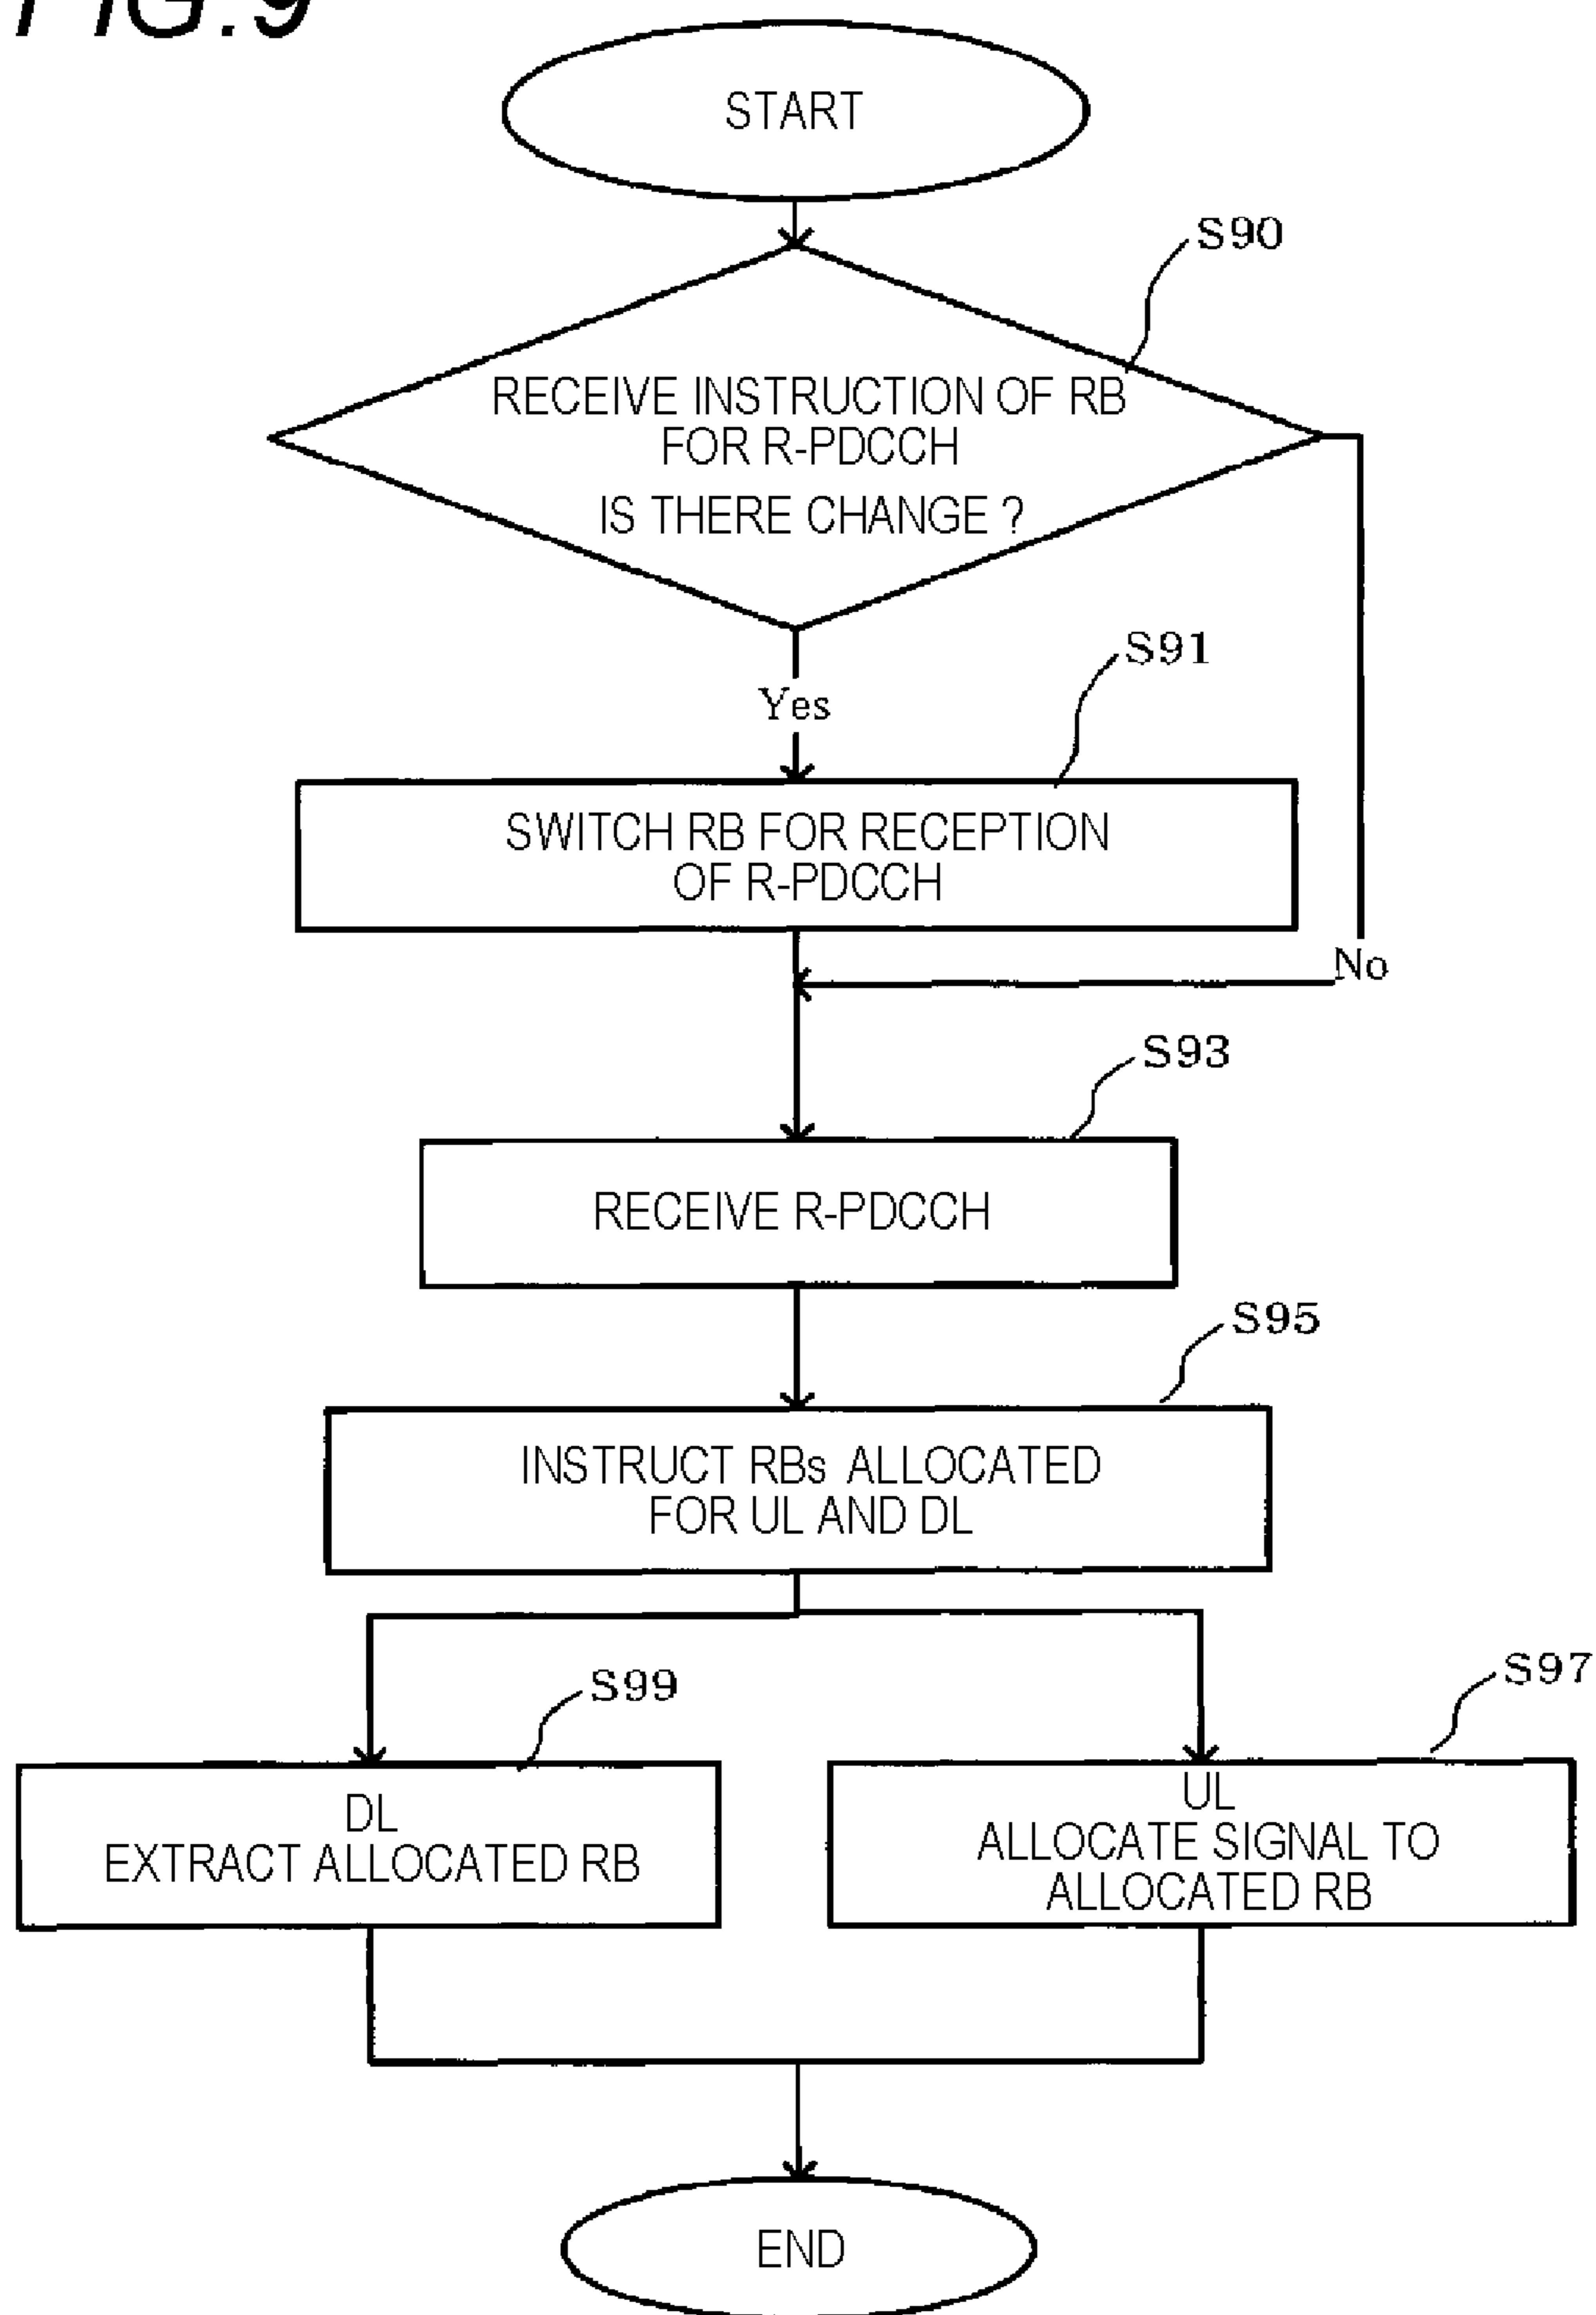 FIG.9
START
S90
RECEIVE INSTRUCTION OF RB
FOR R-PDCCH
IS THERE CHANGE ?
S91
Yes
SWITCH RB FOR RECEPTION
OF R-PDCCH
No
S93
RECEIVE R-PDCCH
S95
INSTRUCT RBs ALLOCATED
FOR UL AND DL
S99
S97
DL
EXTRACT ALLOCATED RB
UL
ALLOCATE SIGNAL TO
ALLOCATED RB
END